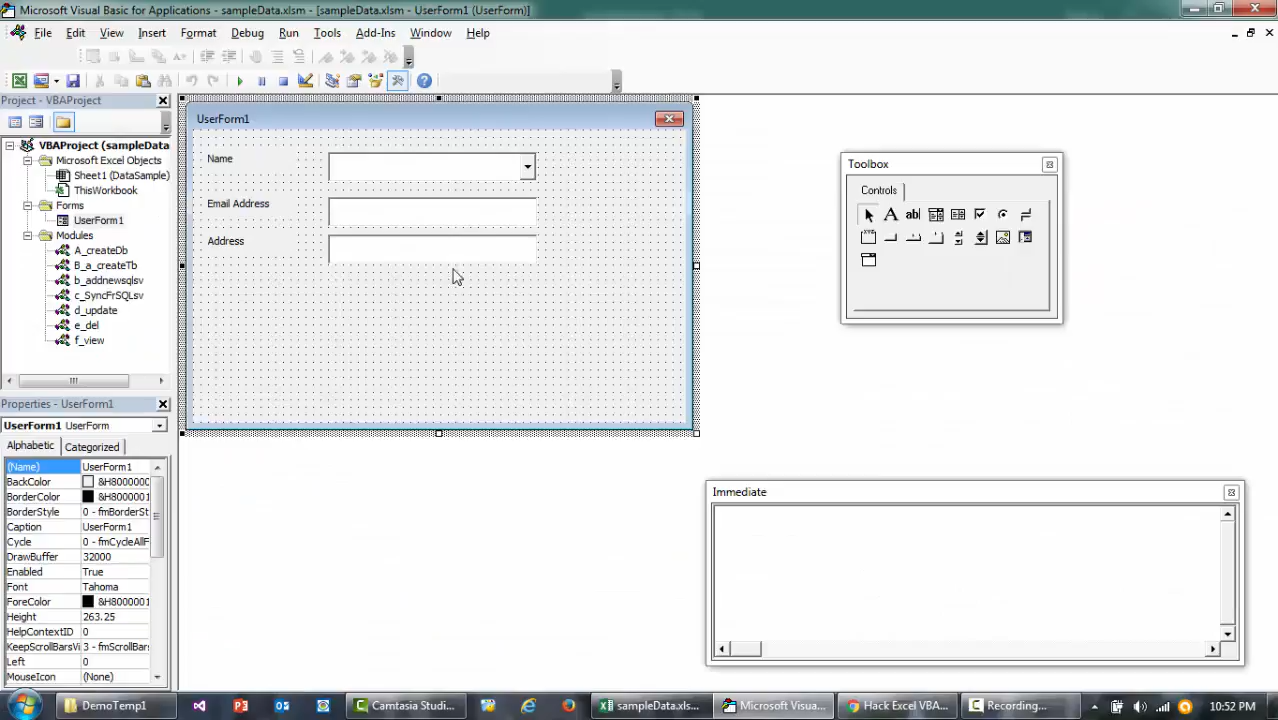 Microsoft Visual Basic for Applications - sampleData.xlsm - [sampleData.xlsm - UserForm1 (UserForm)]
File Edit View Insert Format Debug Run Tools Add-Ins Window Help
Project - VBAProject
VBAProject (sampleData
Microsoft Excel Objects
Sheet1 (DataSample)
ThisWorkbook
Forms
UserForm1
Modules
A_createDb
B_a_createTb
b_addnewsqlsv
c_SyncFrSQLsv
d_update
e_del
f_view
Properties - UserForm1
UserForm1 UserForm
Alphabetic Categorized
(Name) UserForm1
BackColor &H8000000
BorderColor &H8000001
BorderStyle 0 - fmBorderSt
Caption UserForm1
Cycle 0 - fmCycleAllF
DrawBuffer 32000
Enabled True
Font Tahoma
ForeColor &H8000001
Height 263.25
HelpContextID 0
KeepScrollBarsVi 3 - fmScrollBars
Left 0
MouseIcon (None)
UserForm1
Name
Email Address
Address
Toolbox
Controls
A abl
XYZ
Immediate
DemoTemp1
Camtasia Studi...
sampleData.xls...
Microsoft Visua...
Hack Excel VBA...
Recording...
10:52 PM